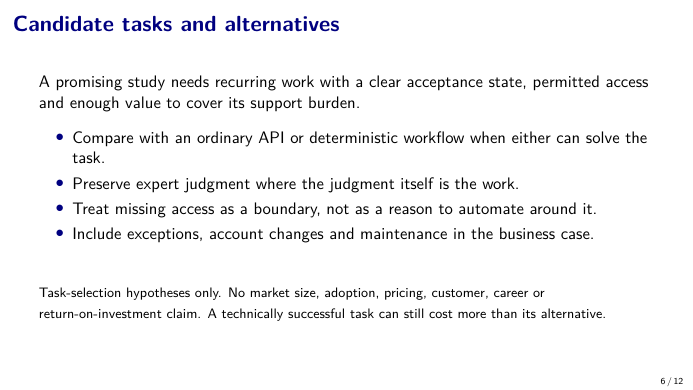 Candidate tasks and alternatives
A promising study needs recurring work with a clear acceptance state, permitted access
and enough value to cover its support burden.
• Compare with an ordinary API or deterministic workflow when either can solve the
task.
• Preserve expert judgment where the judgment itself is the work.
• Treat missing access as a boundary, not as a reason to automate around it.
• Include exceptions, account changes and maintenance in the business case.
Task-selection hypotheses only. No market size, adoption, pricing, customer, career or
return-on-investment claim. A technically successful task can still cost more than its alternative.
6 / 12